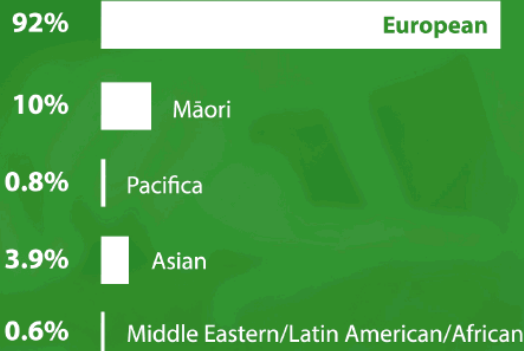 92% European
10% Māori
0.8% Pacifica
3.9% Asian
0.6% Middle Eastern/Latin American/African